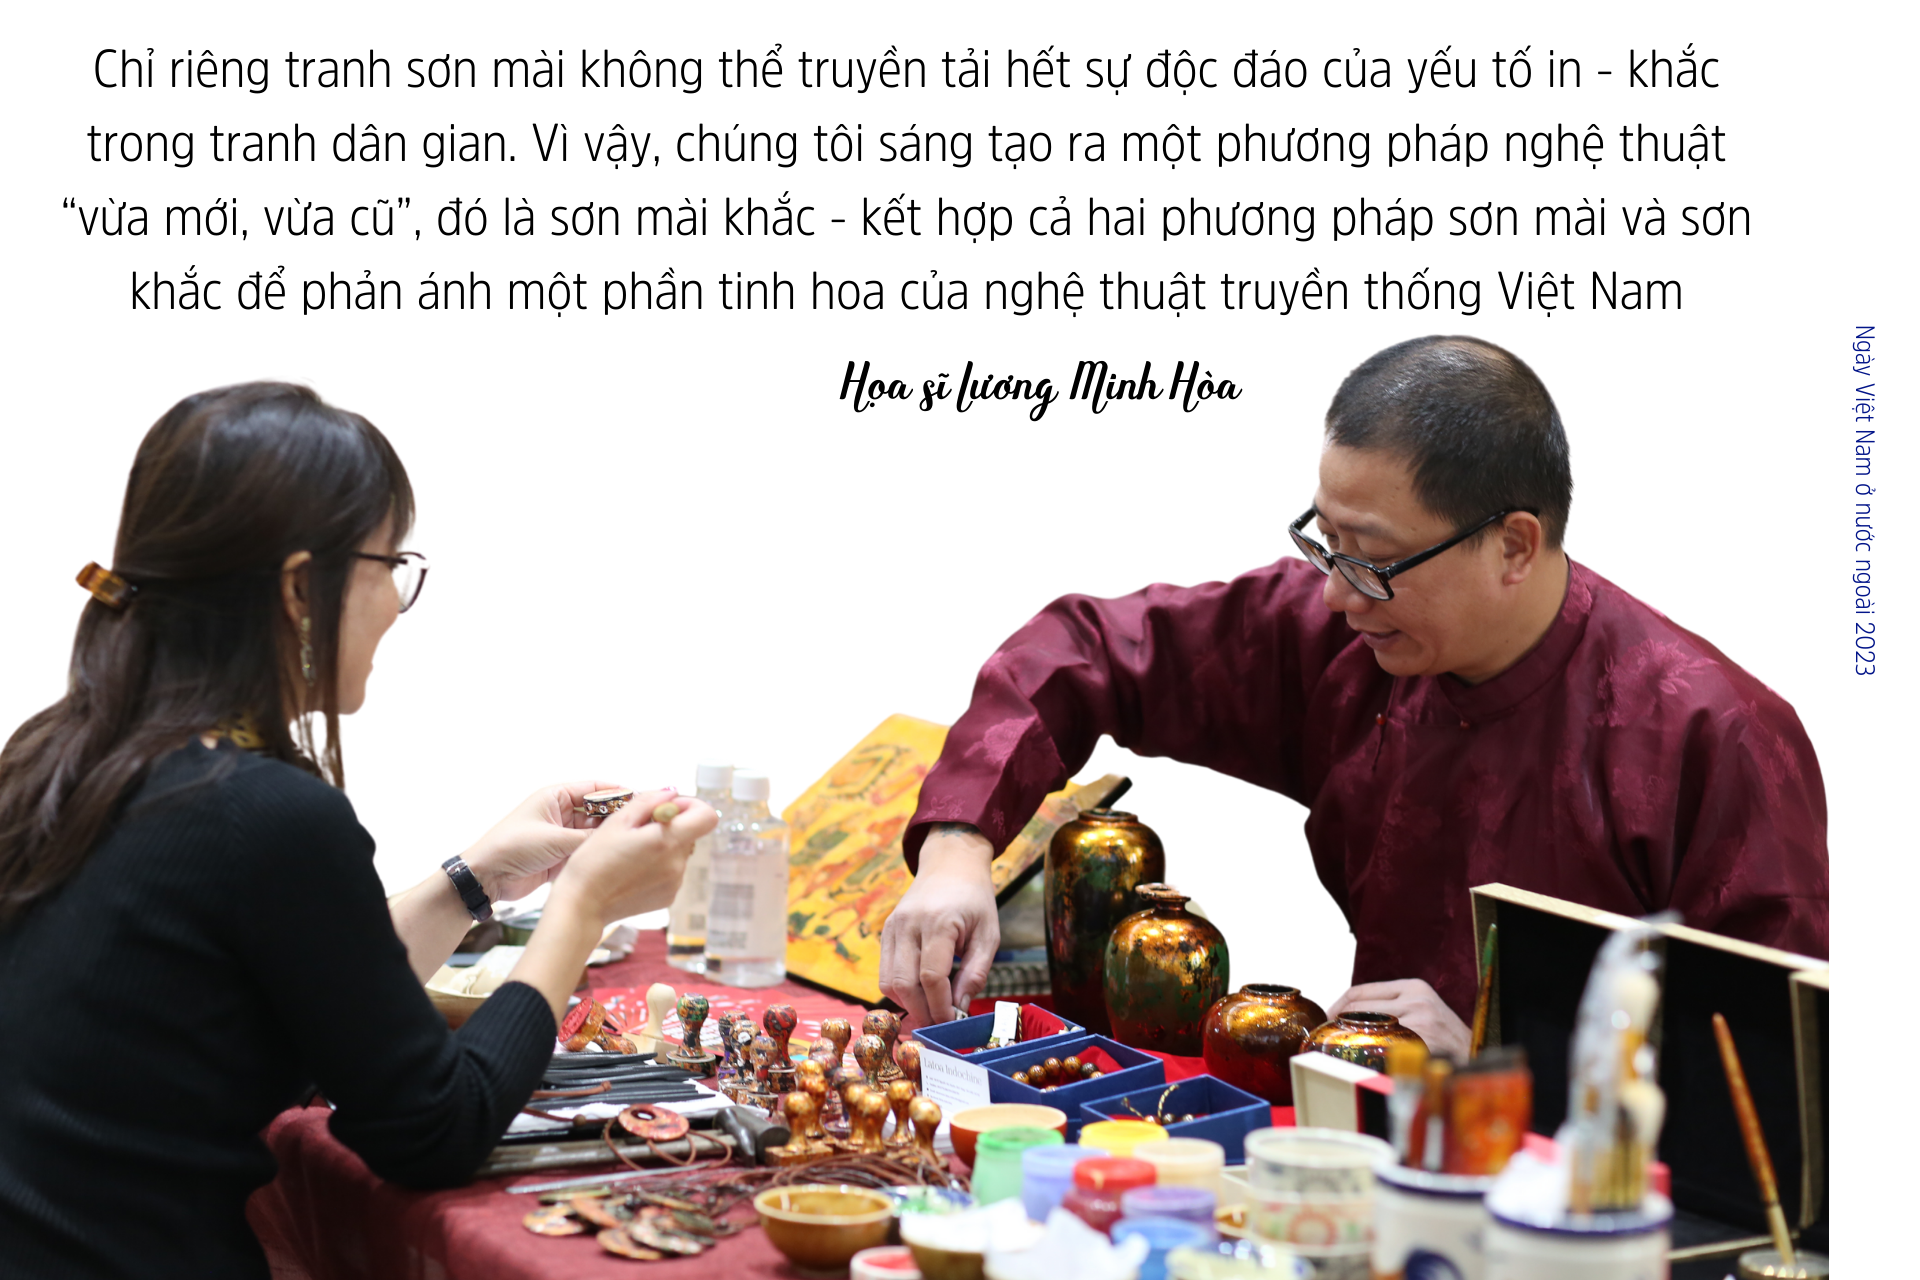 Chỉ riêng tranh sơn mài không thể truyền tải hết sự độc đáo của yếu tố in - khắc
trong tranh dân gian. Vì vậy, chúng tôi sáng tạo ra một phương pháp nghệ thuật
“vừa mới, vừa cũ”, đó là sơn mài khắc - kết hợp cả hai phương pháp sơn mài và sơn
khắc để phản ánh một phần tinh hoa của nghệ thuật truyền thống Việt Nam
Họa sĩ Lương Minh Hòa
Ngày Việt Nam ở nước ngoài 2023
Latoa Indochine